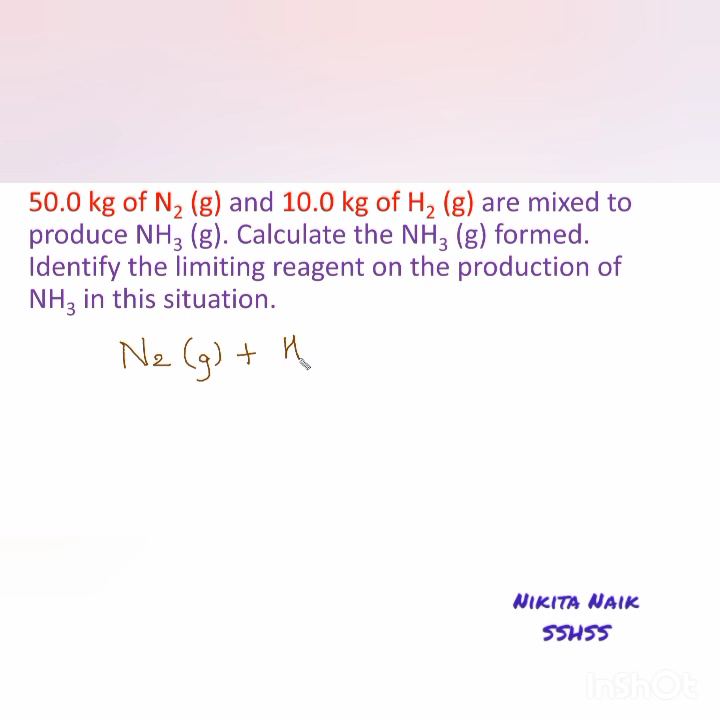 50.0 kg of N₂ (g) and 10.0 kg of H₂ (g) are mixed to
produce NH₃ (g). Calculate the NH₃ (g) formed.
Identify the limiting reagent on the production of
NH₃ in this situation.
N₂ (g) + H
NIKITA NAIK
SSHSS
InShOt